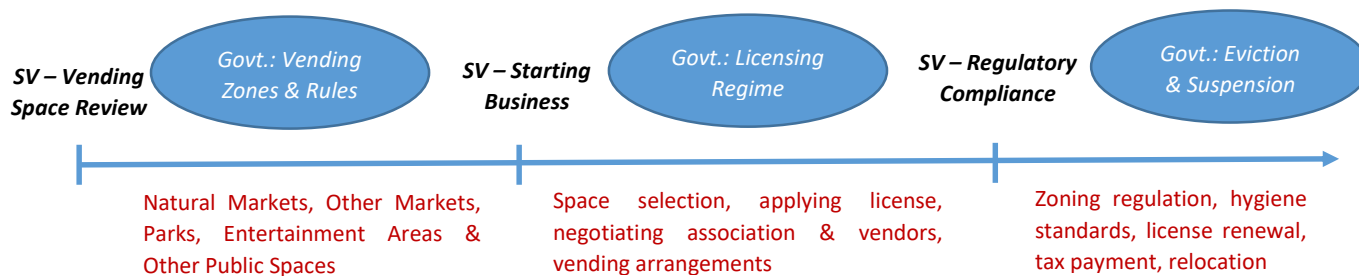 SV – Vending
Space Review
Govt.: Vending
Zones & Rules
SV – Starting
Business
Govt.: Licensing
Regime
SV – Regulatory
Compliance
Govt.: Eviction
& Suspension
Natural Markets, Other Markets,
Parks, Entertainment Areas &
Other Public Spaces
Space selection, applying license,
negotiating association & vendors,
vending arrangements
Zoning regulation, hygiene
standards, license renewal,
tax payment, relocation